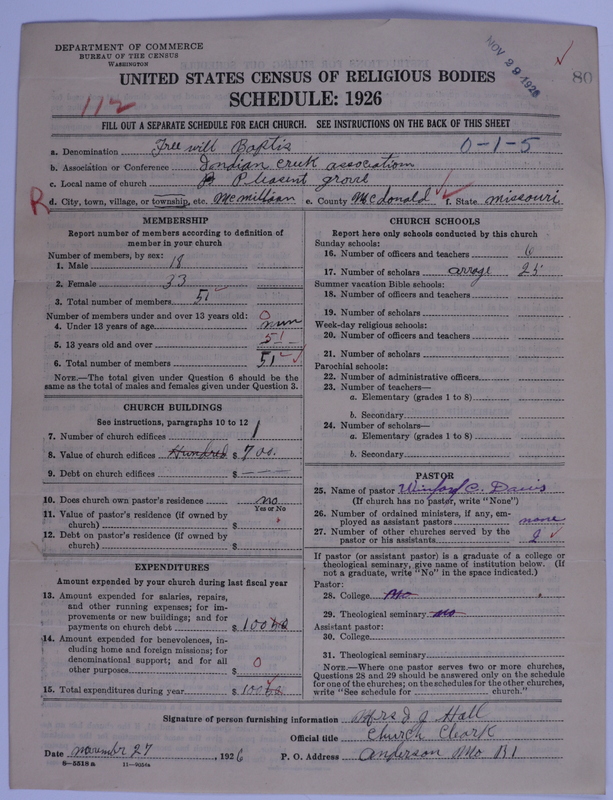 DEPARTMENT OF COMMERCE
BUREAU OF THE CENSUS
WASHINGTON
NOV 29 1926
80
UNITED STATES CENSUS OF RELIGIOUS BODIES
SCHEDULE: 1926
112
FILL OUT A SEPARATE SCHEDULE FOR EACH CHURCH. SEE INSTRUCTIONS ON THE BACK OF THIS SHEET
a. Denomination Free will Baptis 0-1-5
b. Association or Conference Indian creek association
c. Local name of church Pleasent grove
R d. City, town, village, or township, etc. McMillian e. County McDonald f. State missouri
MEMBERSHIP
Report number of members according to definition of
member in your church
Number of members, by sex:
1. Male 18
2. Female 33
3. Total number of members 51
Number of members under and over 13 years old:
4. Under 13 years of age 0
5. 13 years old and over 51
6. Total number of members 51
NOTE.—The total given under Question 6 should be the
same as the total of males and females given under Question 3.
CHURCH BUILDINGS
See instructions, paragraphs 10 to 12
7. Number of church edifices 1
8. Value of church edifices Hundred $ 700.
9. Debt on church edifices $
10. Does church own pastor's residence no
Yes or No
11. Value of pastor's residence (if owned by
church) $
12. Debt on pastor's residence (if owned by
church) $
EXPENDITURES
Amount expended by your church during last fiscal year
13. Amount expended for salaries, repairs,
and other running expenses; for im-
provements or new buildings; and for
payments on church debt $ 100
14. Amount expended for benevolences, in-
cluding home and foreign missions; for
denominational support; and for all
other purposes $ 0
15. Total expenditures during year $ 100
CHURCH SCHOOLS
Report here only schools conducted by this church
Sunday schools:
16. Number of officers and teachers 6
17. Number of scholars 25
Summer vacation Bible schools:
18. Number of officers and teachers
19. Number of scholars
Week-day religious schools:
20. Number of officers and teachers
21. Number of scholars
Parochial schools:
22. Number of administrative officers
23. Number of teachers—
a. Elementary (grades 1 to 8)
b. Secondary
24. Number of scholars—
a. Elementary (grades 1 to 8)
b. Secondary
PASTOR
25. Name of pastor C. Davis
(If church has no pastor, write "None")
26. Number of ordained ministers, if any, em-
ployed as assistant pastors none
27. Number of other churches served by the
pastor or his assistants 2
If pastor (or assistant pastor) is a graduate of a college or
theological seminary, give name of institution below. (If
not a graduate, write "No" in the space indicated.)
Pastor:
28. College No
29. Theological seminary No
Assistant pastor:
30. College
31. Theological seminary
NOTE.—Where one pastor serves two or more churches,
Questions 28 and 29 should be answered only on the schedule
for one of the churches; on the schedules for the other churches,
write "See schedule for church."
Signature of person furnishing information Mrs J J Hall
Official title Church Cleark
Date november 27 1926 P. O. Address Anderson Mo R1
8—5518a 11—9054a